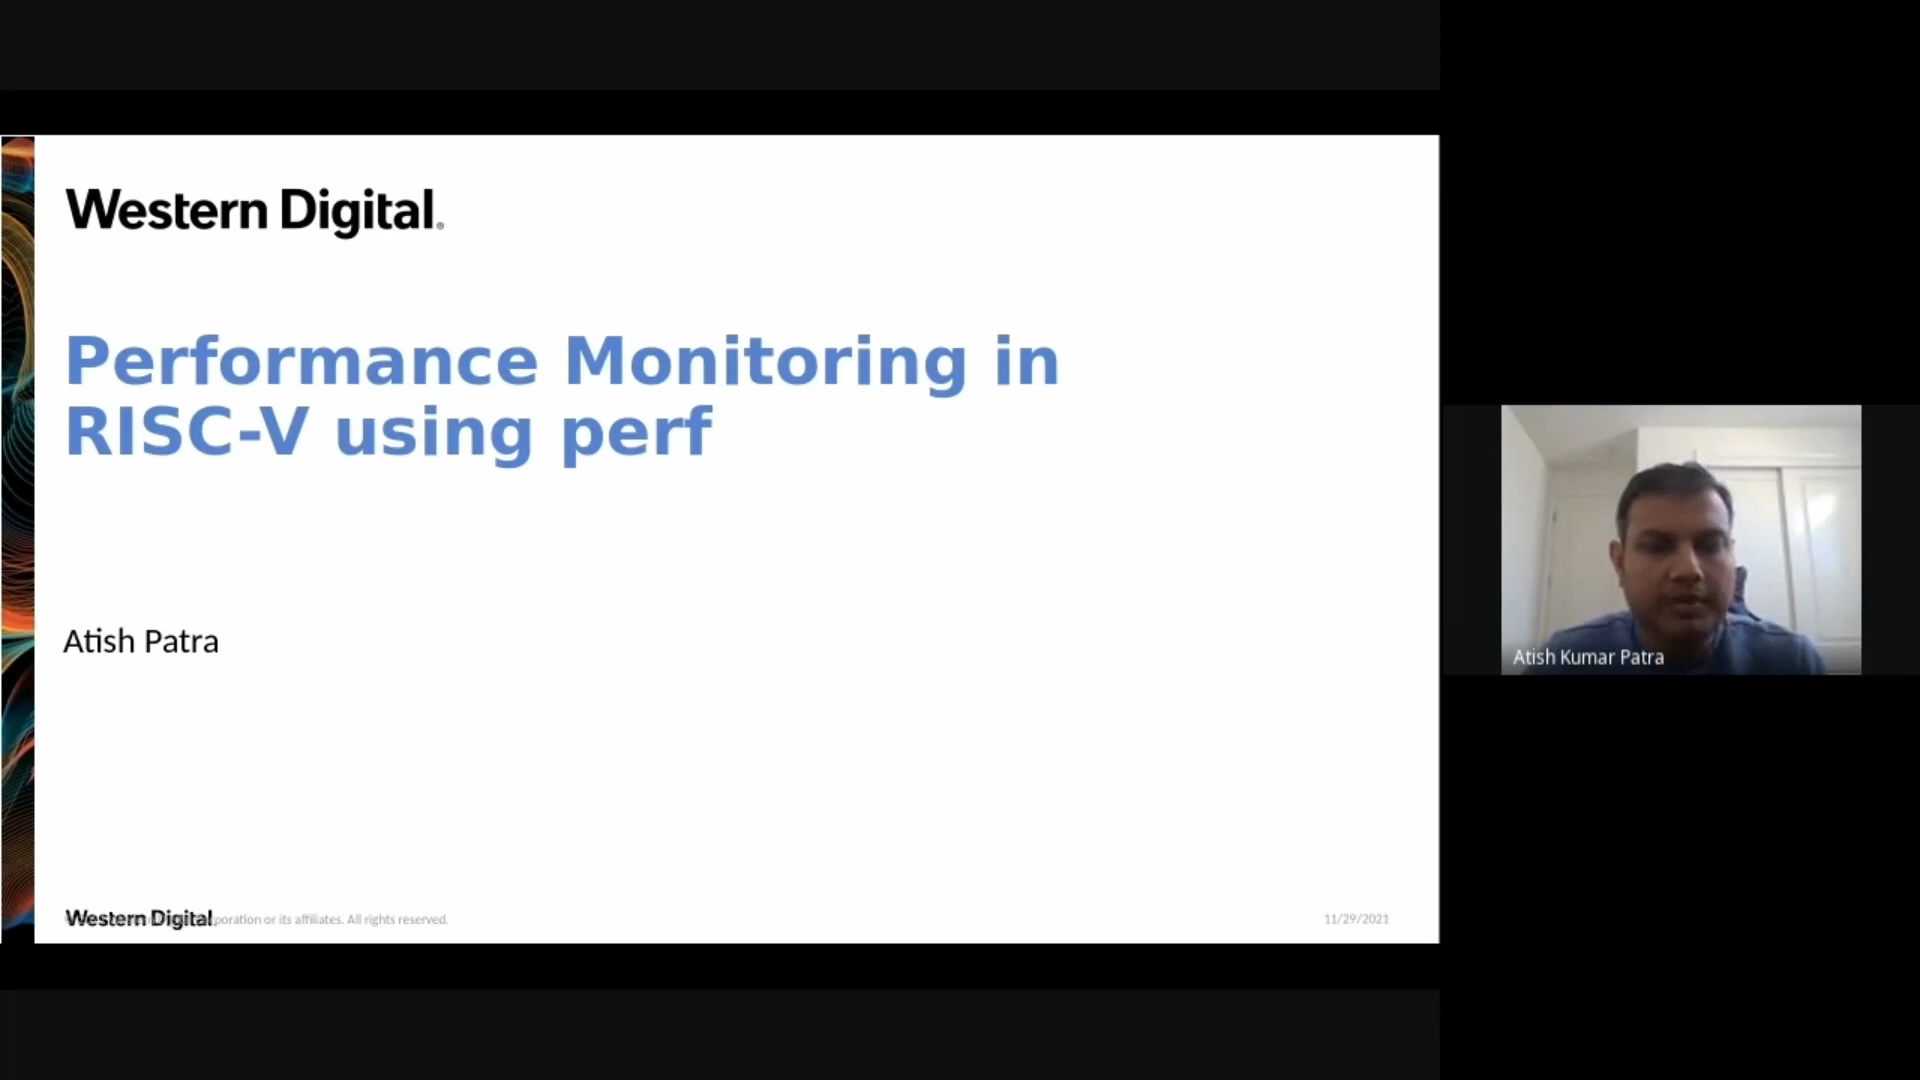 Western Digital®
Performance Monitoring in
RISC-V using perf
Atish Patra
Atish Kumar Patra
Western Digital
poration or its affiliates. All rights reserved.
11/29/2021